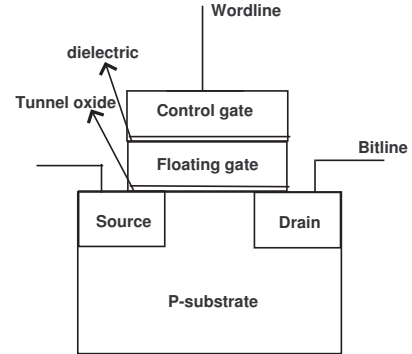 Wordline
dielectric
Tunnel oxide
Control gate
Floating gate
Bitline
Source
Drain
P-substrate